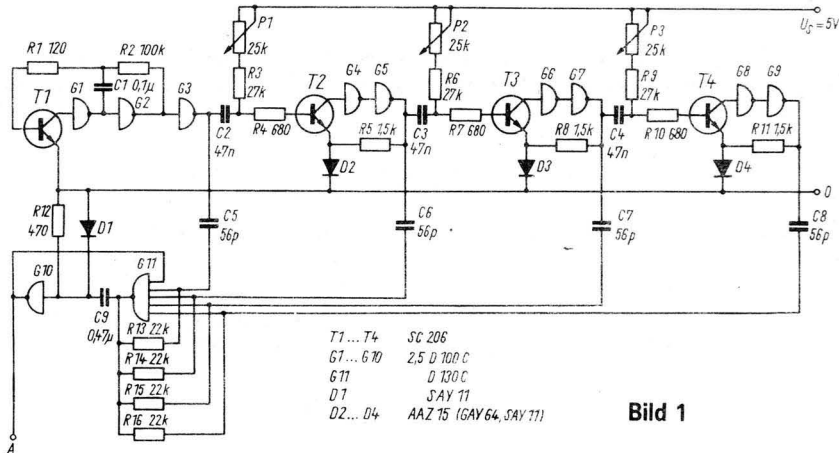 P1
25k
P2
25k
P3
25k
U_S = 5V
R1 120
R2 100k
C1 0,1µ
R3
27k
R6
27k
R9
27k
T1
G1
G2
G3
T2
G4
G5
T3
G6
G7
T4
G8
G9
C2
47n
R4 680
R5 1,5k
C3
47n
R7 680
R8 1,5k
C4
47n
R10 680
R11 1,5k
D2
D3
D4
0
R12
470
D1
C5
56p
C6
56p
C7
56p
C8
56p
G10
G11
C9
0,47µ
R13 22k
R14 22k
R15 22k
R16 22k
A
T1 ... T4 SC 206
G1 ... G10 2,5 D 100 C
G11 D 130 C
D1 SAY 11
D2 ... D4 AAZ 15 (GAY 64, SAY 11)
Bild 1